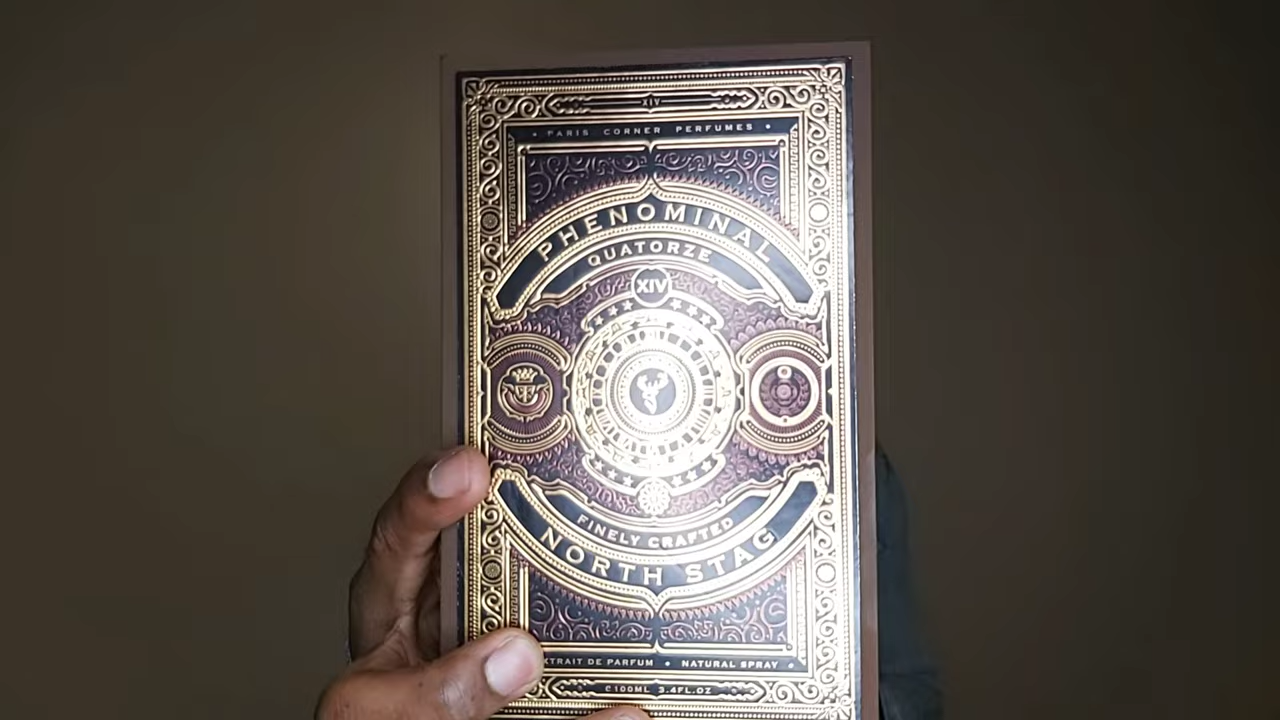 XIV
• PARIS CORNER PERFUMES •
PHENOMINAL
QUATORZE
XIV
FINELY CRAFTED
NORTH STAG
XTRAIT DE PARFUM • NATURAL SPRAY •
℮100ML 3.4FL.OZ